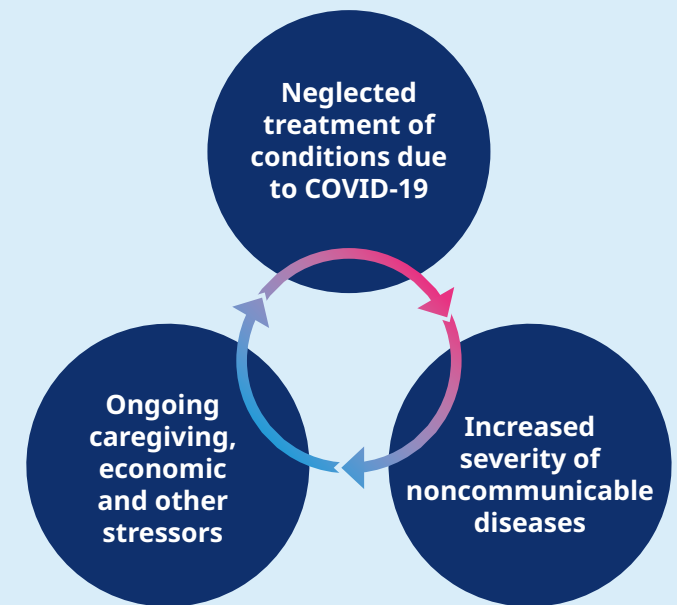 Neglected
treatment of
conditions due
to COVID-19
Ongoing
caregiving,
economic
and other
stressors
Increased
severity of
noncommunicable
diseases